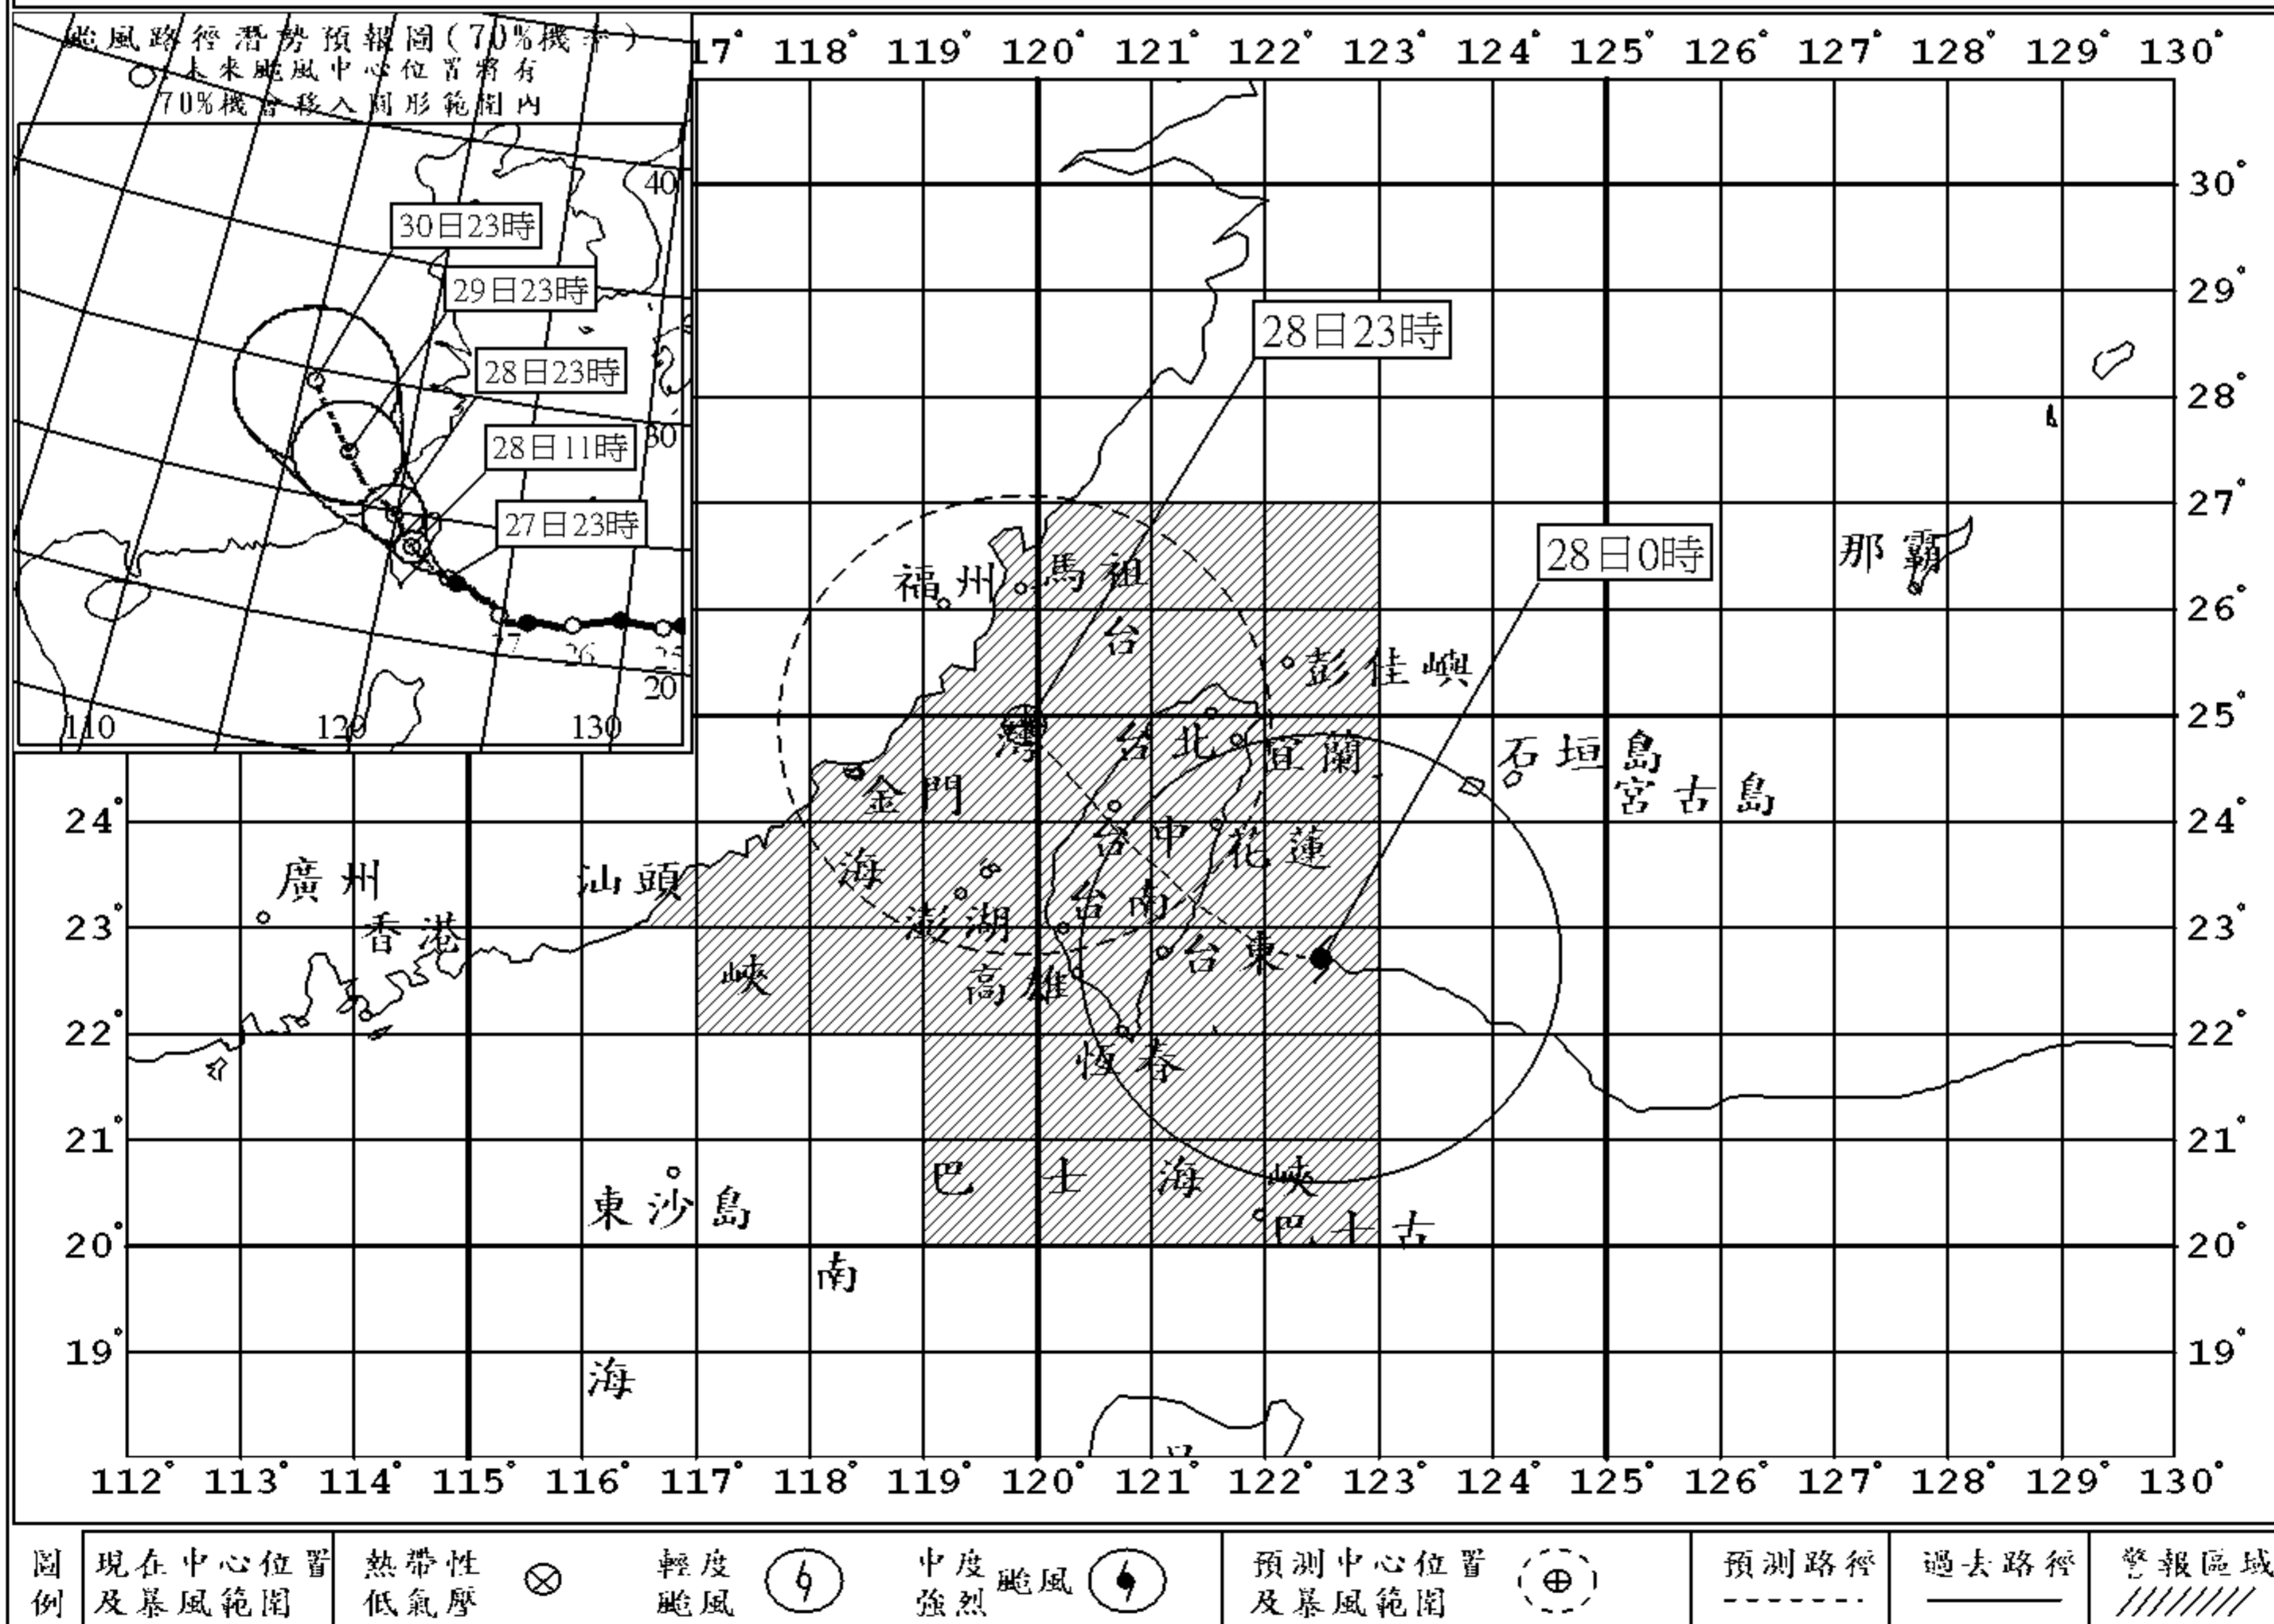 颱風路徑潛勢預報圖(70%機率)
○:未來颱風中心位置將有
70%機會移入圓形範圍內
17° 118° 119° 120° 121° 122° 123° 124° 125° 126° 127° 128° 129° 130°
40
30日23時
30°
29日23時
29°
28日23時
28日23時
28°
30
28日11時
27°
27日23時
28日0時
那霸
福州
馬祖
26°
27 26 25
台
彭佳嶼
20
110 120 130
25°
灣
台北
宜蘭
石垣島
宮古島
金門
24°
24°
台中
花蓮
廣州
汕頭
海
台南
23°
23°
香港
澎湖
台東
峽
高雄
22°
22°
恆春
21°
21°
巴士海峽
東沙島
巴士古
20°
20°
南
19°
19°
海
112° 113° 114° 115° 116° 117° 118° 119° 120° 121° 122° 123° 124° 125° 126° 127° 128° 129° 130°
圖例
現在中心位置
及暴風範圍
熱帶性
低氣壓
輕度
颱風
中度
強烈
颱風
預測中心位置
及暴風範圍
預測路徑
過去路徑
警報區域